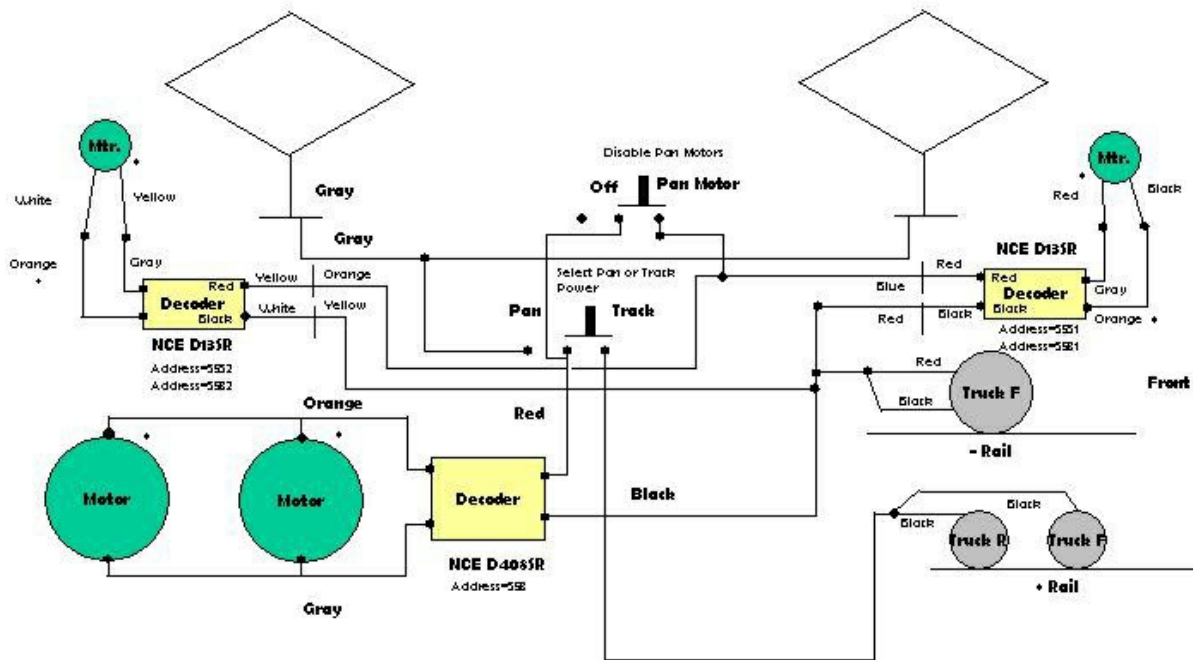 Mtr.
White
Yellow
Orange
Gray
Red
Decoder
Black
NCE D13SR
Address=5552
Address=5582
Yellow
Orange
White
Yellow
Gray
Gray
Disable Pan Motors
Off
Pan Motor
Select Pan or Track
Power
Pan
Track
Mtr.
Red
Black
NCE D13SR
Red
Blue
Red
Black
Red
Decoder
Black
Gray
Orange
Address=5551
Address=5581
Red
Black
Truck F
Front
- Rail
Orange
Motor
Motor
Red
Decoder
Black
NCE D408SR
Address=558
Gray
Black
Black
Truck R
Truck F
+ Rail